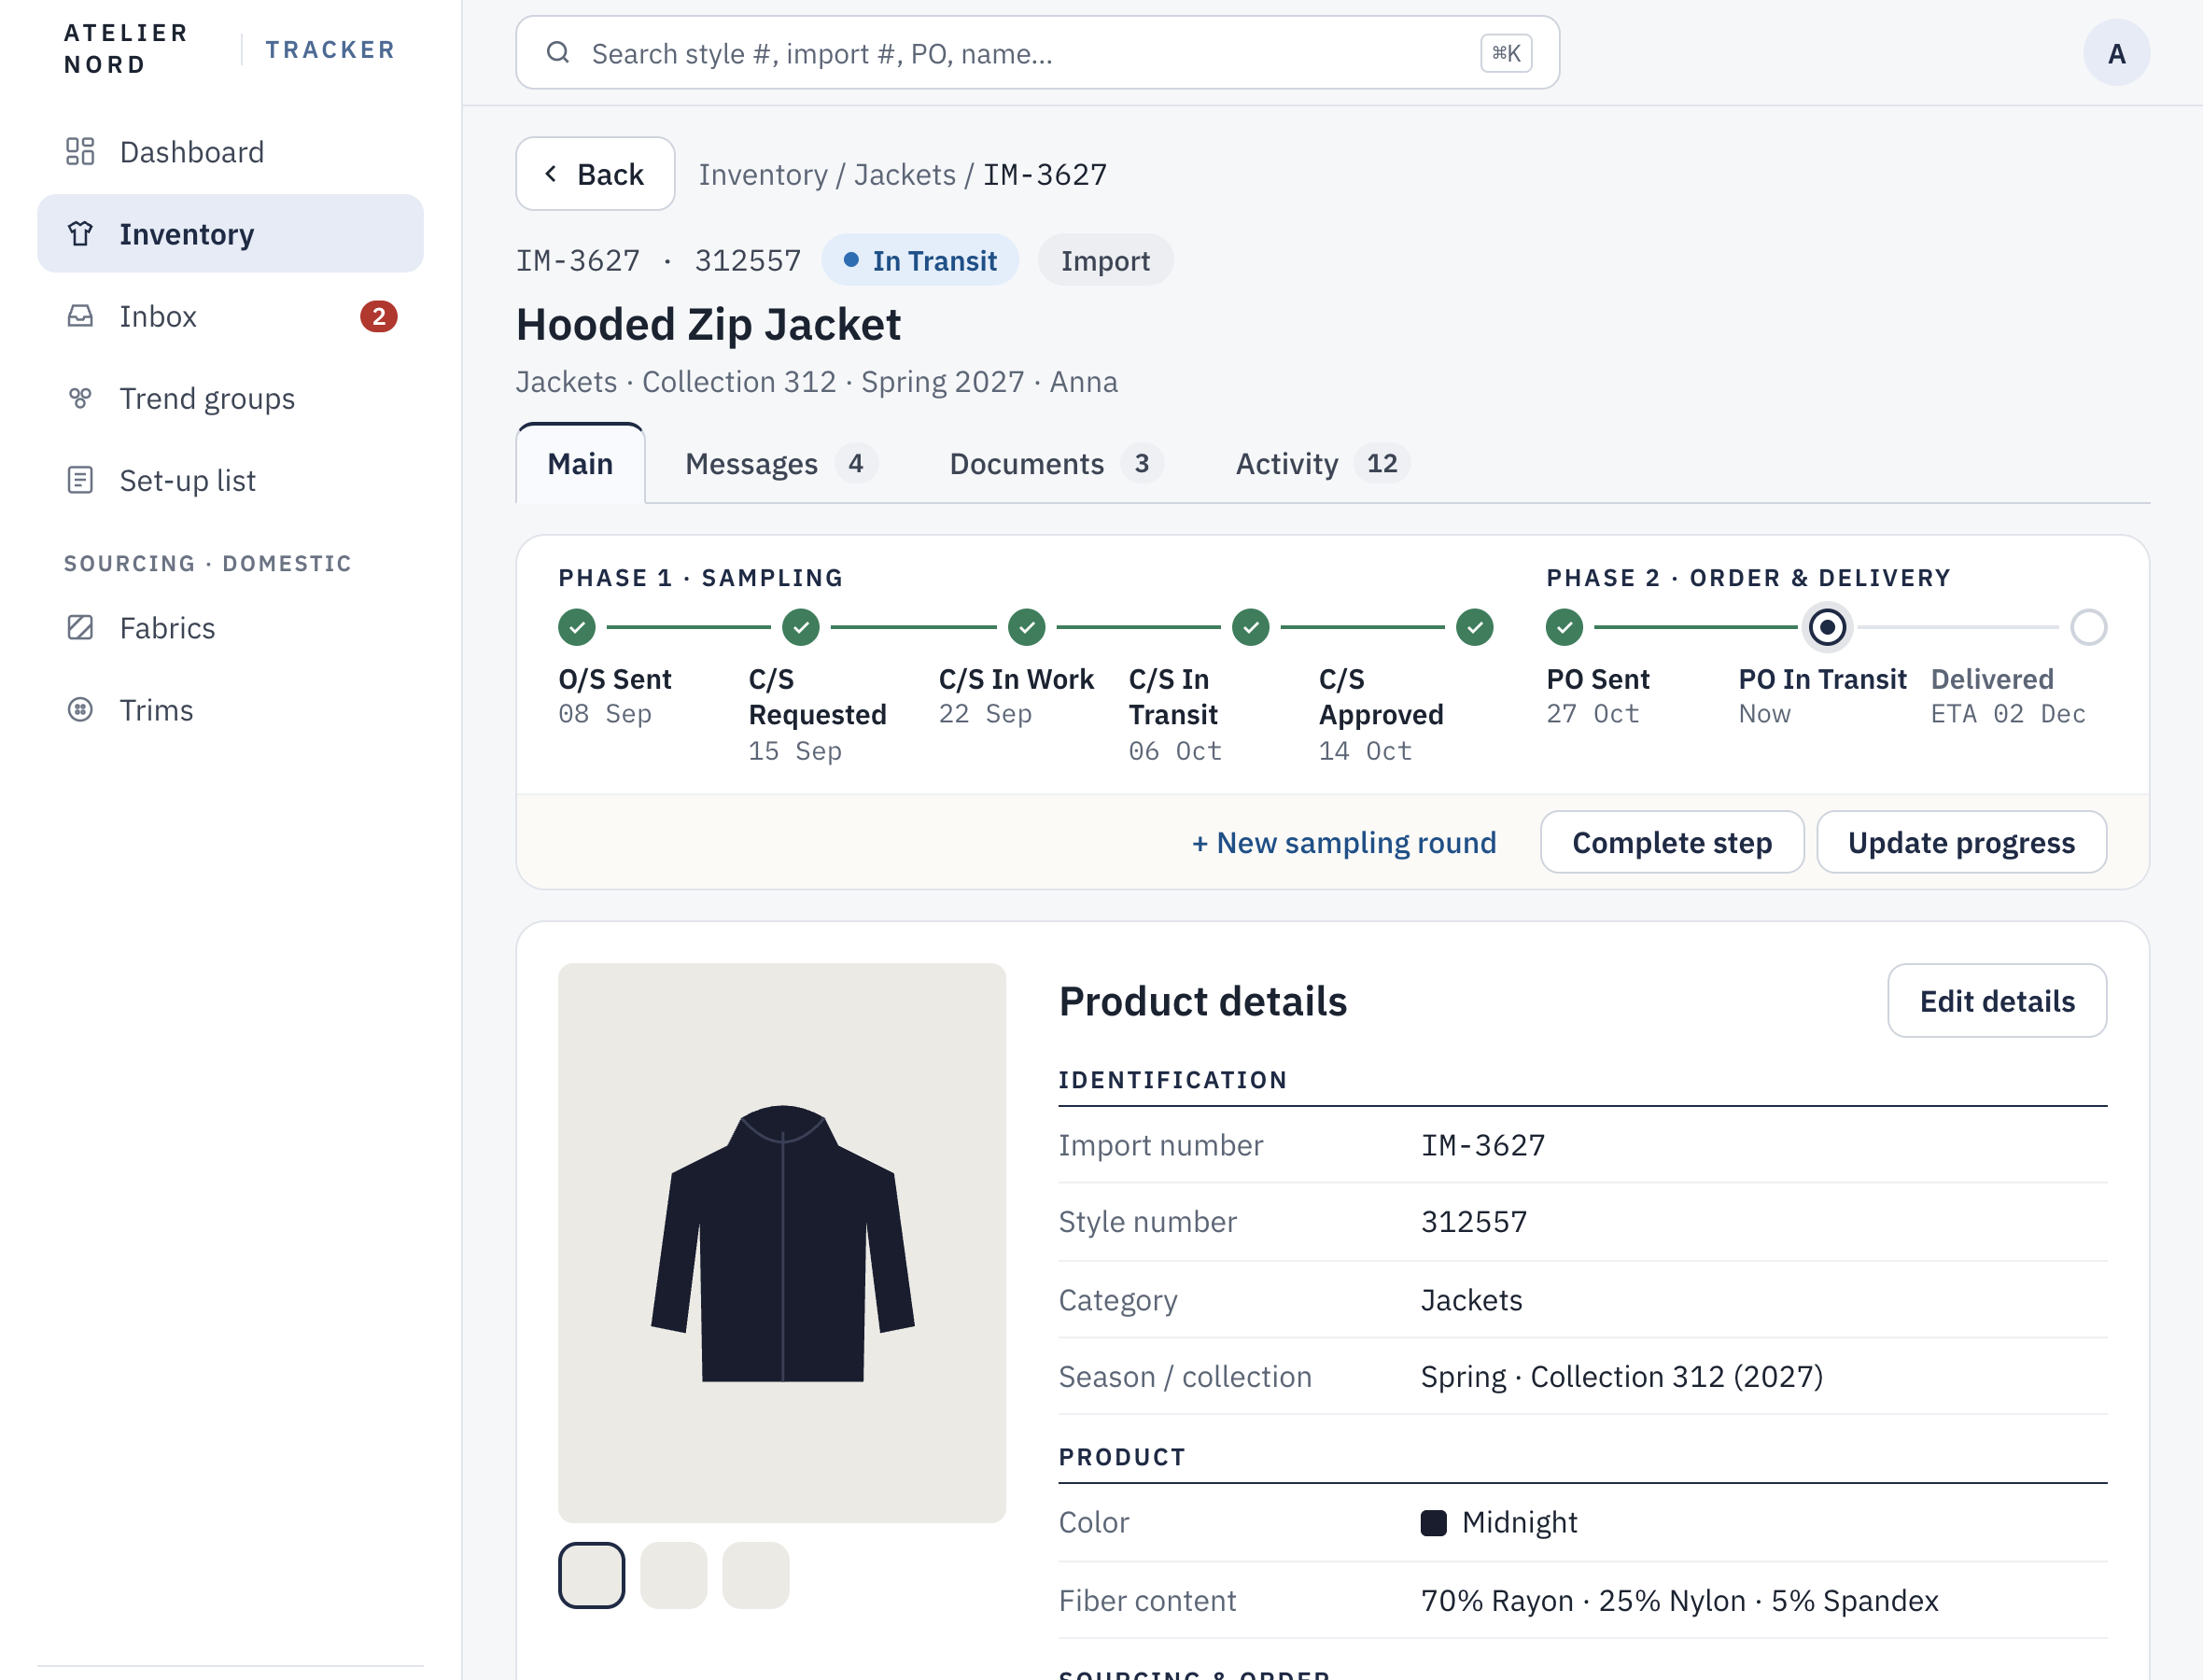 ATELIER NORD
TRACKER
Search style #, import #, PO, name...
⌘K
A
Dashboard
Inventory
Inbox 2
Trend groups
Set-up list
SOURCING · DOMESTIC
Fabrics
Trims
Back
Inventory / Jackets / IM-3627
IM-3627 · 312557 In Transit Import
Hooded Zip Jacket
Jackets · Collection 312 · Spring 2027 · Anna
Main Messages 4 Documents 3 Activity 12
PHASE 1 · SAMPLING
O/S Sent
08 Sep
C/S Requested
15 Sep
C/S In Work
22 Sep
C/S In Transit
06 Oct
C/S Approved
14 Oct
PHASE 2 · ORDER & DELIVERY
PO Sent
27 Oct
PO In Transit
Now
Delivered
ETA 02 Dec
+ New sampling round Complete step Update progress
Product details
Edit details
IDENTIFICATION
Import number IM-3627
Style number 312557
Category Jackets
Season / collection Spring · Collection 312 (2027)
PRODUCT
Color Midnight
Fiber content 70% Rayon · 25% Nylon · 5% Spandex
SOURCING & ORDER